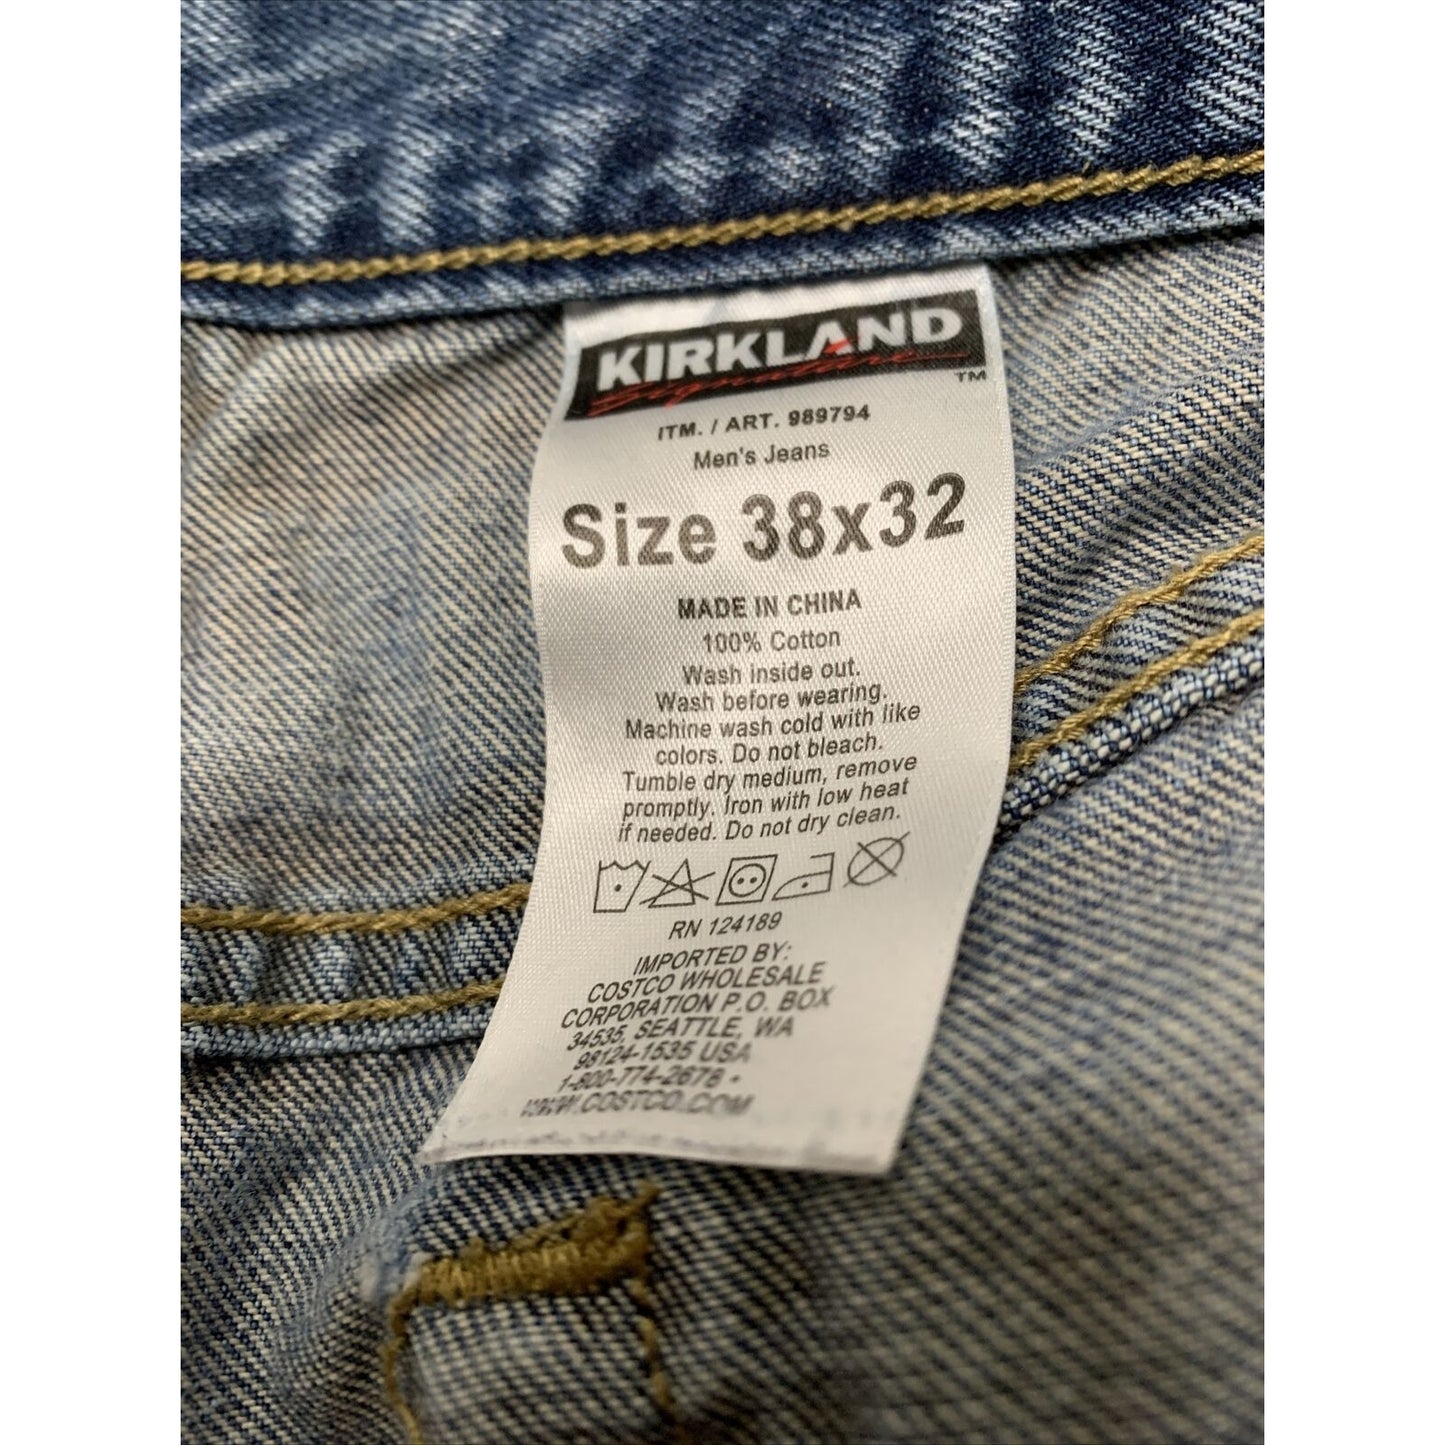 KIRKLAND
Signature
TM
ITM. / ART. 989794
Men's Jeans
Size 38x32
MADE IN CHINA
100% Cotton
Wash inside out.
Wash before wearing.
Machine wash cold with like
colors. Do not bleach.
Tumble dry medium, remove
promptly. Iron with low heat
if needed. Do not dry clean.
RN 124189
IMPORTED BY:
COSTCO WHOLESALE
CORPORATION P.O. BOX
34535, SEATTLE, WA
98124-1535 USA
1-800-774-2678 •
WWW.COSTCO.COM